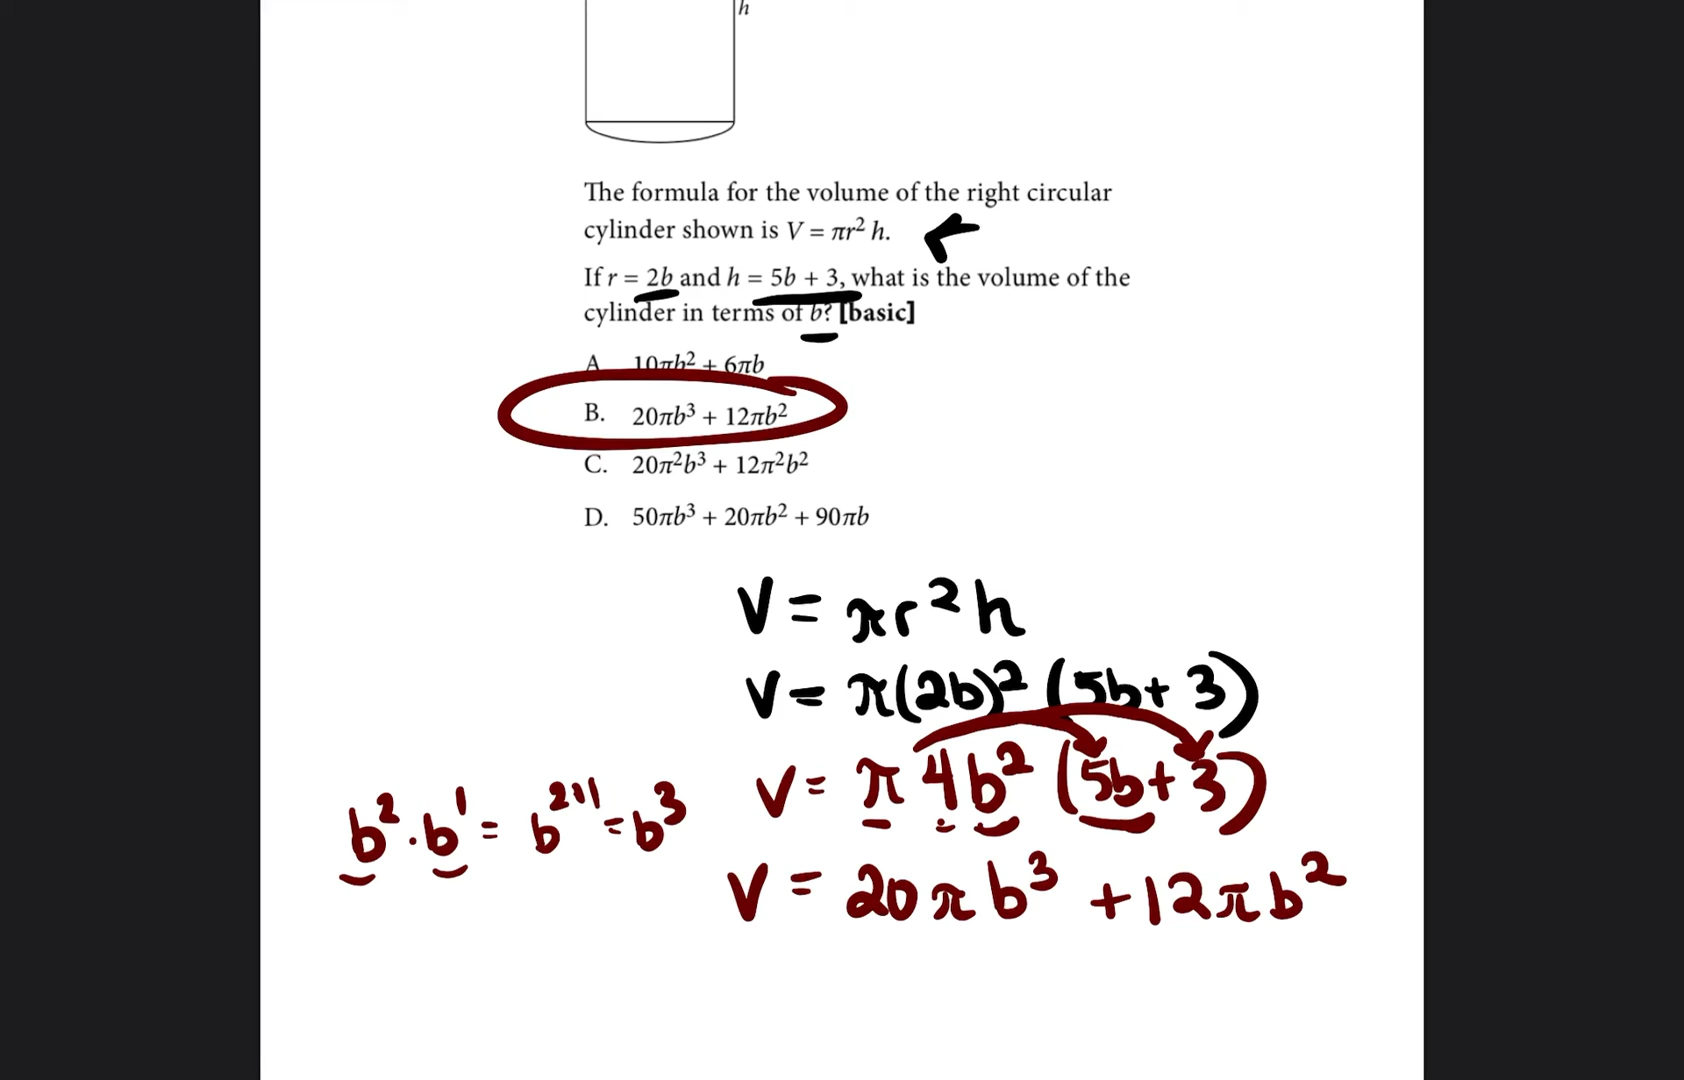 h
The formula for the volume of the right circular
cylinder shown is V = πr² h.
If r = 2b and h = 5b + 3, what is the volume of the
cylinder in terms of b? [basic]
A. 10πb² + 6πb
B. 20πb³ + 12πb²
C. 20π²b³ + 12π²b²
D. 50πb³ + 20πb² + 90πb
V = πr²h
V = π(2b)² (5b + 3)
V = π 4b² (5b + 3)
b² · b¹ = b²⁺¹ = b³
V = 20πb³ + 12πb²